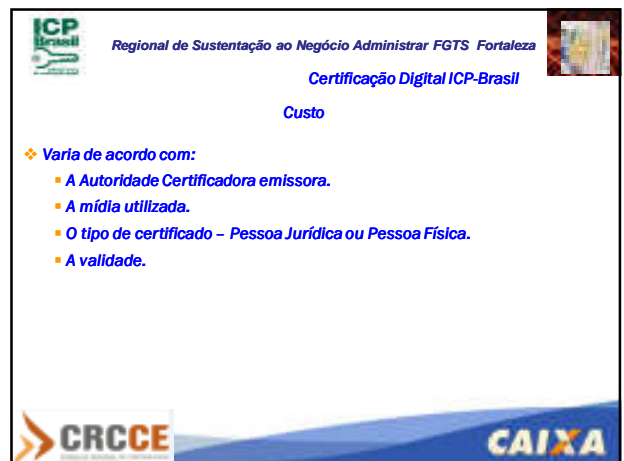 ICP
Brasil
Regional de Sustentação ao Negócio Administrar FGTS Fortaleza
Certificação Digital ICP-Brasil
Custo
Varia de acordo com:
A Autoridade Certificadora emissora.
A mídia utilizada.
O tipo de certificado – Pessoa Jurídica ou Pessoa Física.
A validade.
CRCCE
CAIXA